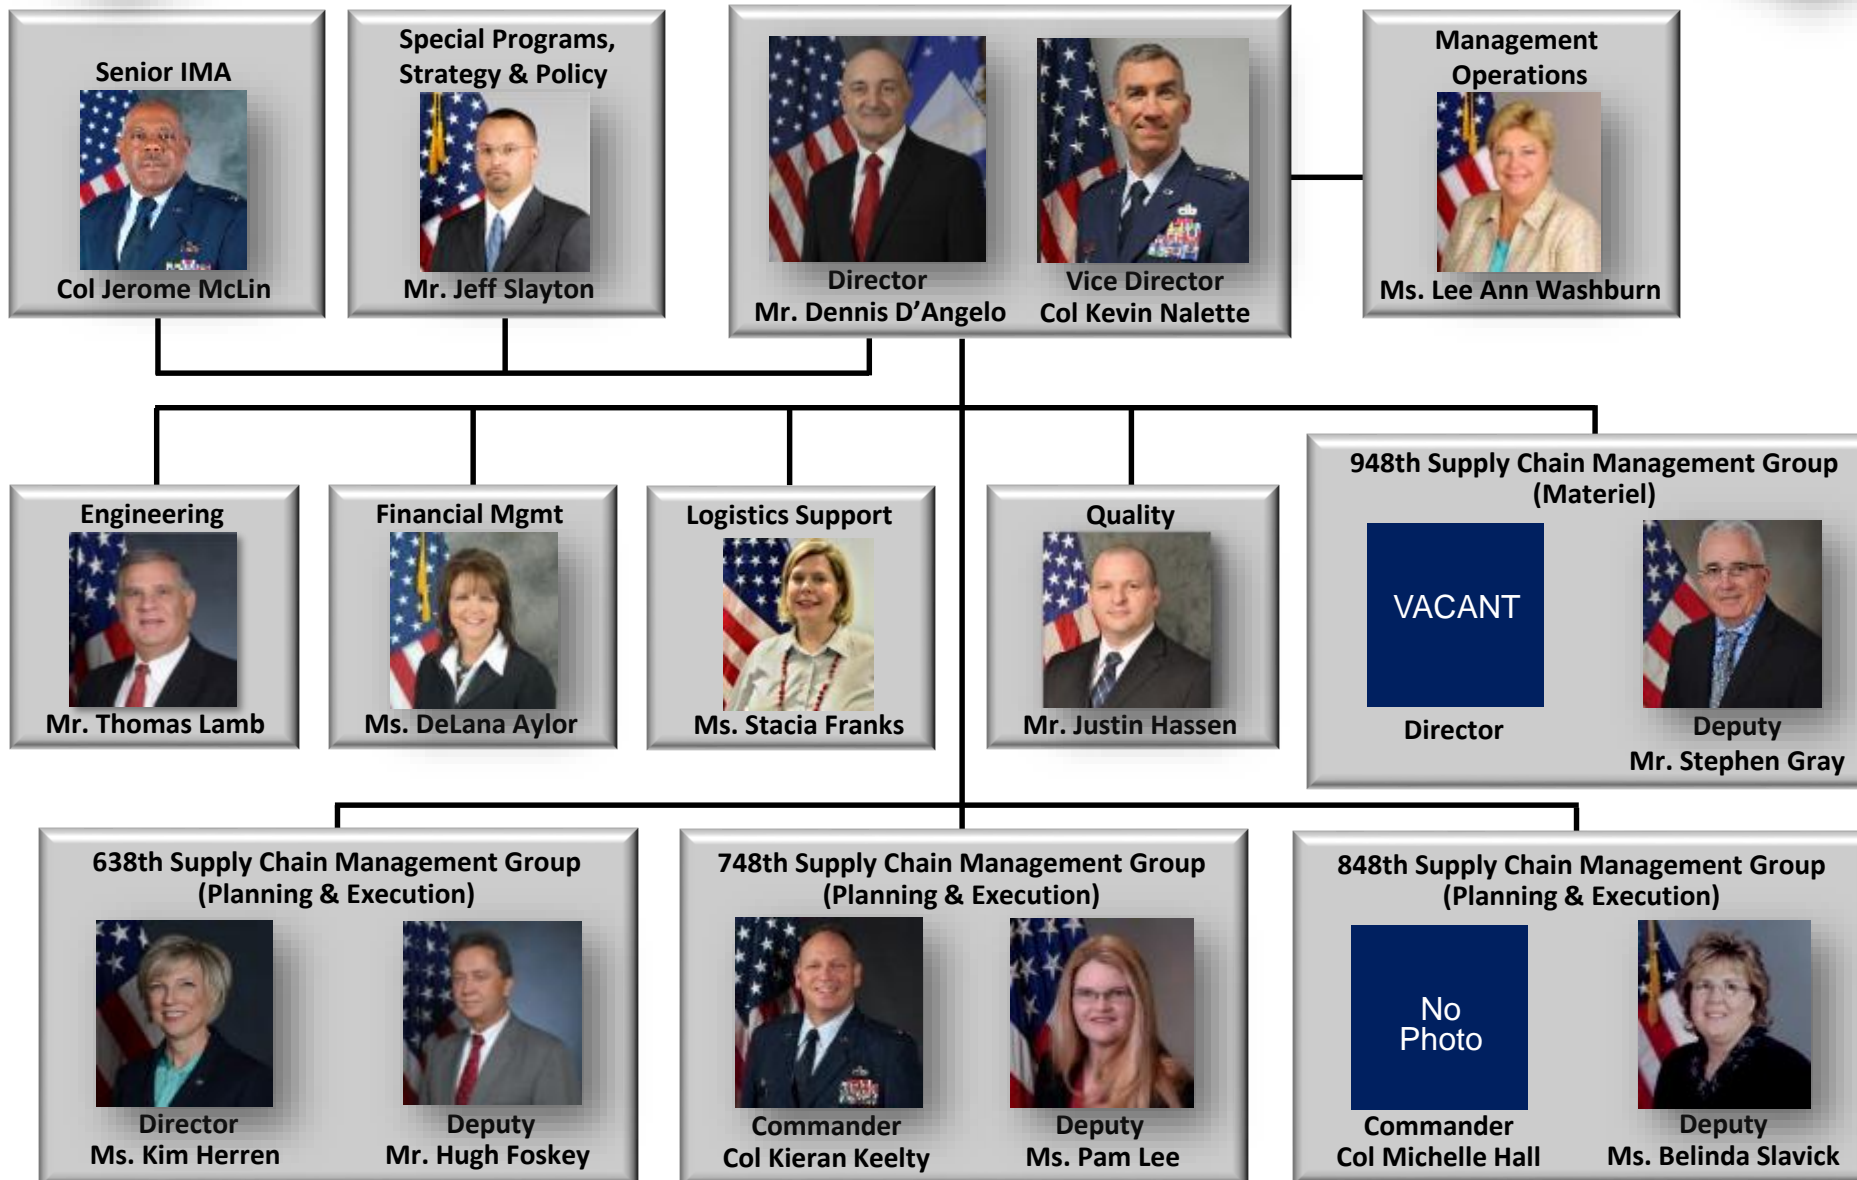 Senior IMA
Col Jerome McLin
Special Programs,
Strategy & Policy
Mr. Jeff Slayton
Director
Mr. Dennis D’Angelo
Vice Director
Col Kevin Nalette
Management
Operations
Ms. Lee Ann Washburn
Engineering
Mr. Thomas Lamb
Financial Mgmt
Ms. DeLana Aylor
Logistics Support
Ms. Stacia Franks
Quality
Mr. Justin Hassen
948th Supply Chain Management Group
(Materiel)
VACANT
Director
Deputy
Mr. Stephen Gray
638th Supply Chain Management Group
(Planning & Execution)
Director
Ms. Kim Herren
Deputy
Mr. Hugh Foskey
748th Supply Chain Management Group
(Planning & Execution)
Commander
Col Kieran Keelty
Deputy
Ms. Pam Lee
848th Supply Chain Management Group
(Planning & Execution)
No
Photo
Commander
Col Michelle Hall
Deputy
Ms. Belinda Slavick